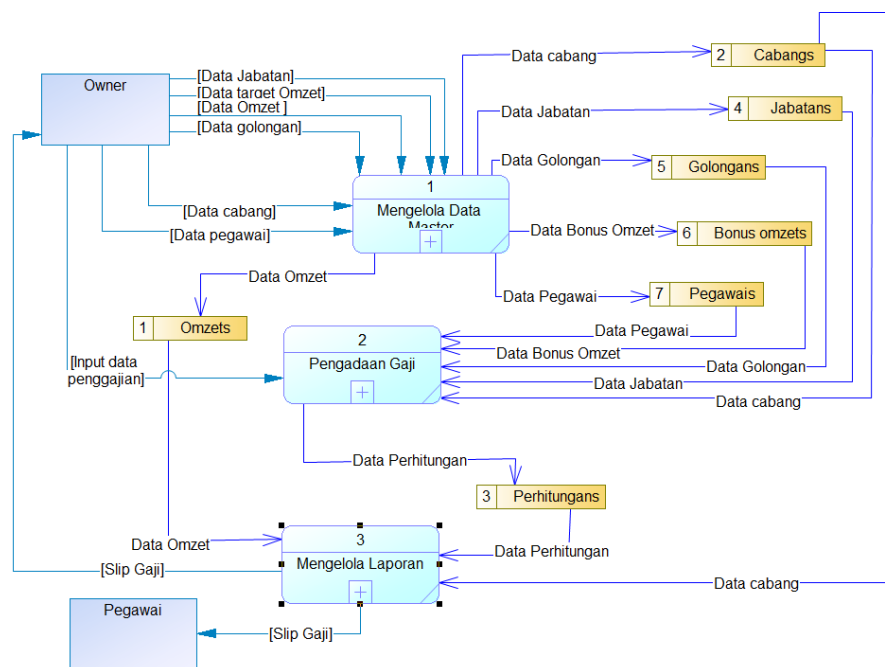 Data cabang
2 Cabangs
Owner
[Data Jabatan]
[Data target Omzet]
[Data Omzet ]
[Data golongan]
Data Jabatan
4 Jabatans
Data Golongan
5 Golongans
1
Mengelola Data
Master
[Data cabang]
[Data pegawai]
Data Bonus Omzet
6 Bonus omzets
Data Omzet
Data Pegawai
7 Pegawais
1 Omzets
2
Pengadaan Gaji
Data Pegawai
Data Bonus Omzet
Data Golongan
Data Jabatan
Data cabang
[Input data
penggajian]
Data Perhitungan
3 Perhitungans
Data Omzet
3
Mengelola Laporan
Data Perhitungan
[Slip Gaji]
Data cabang
Pegawai
[Slip Gaji]